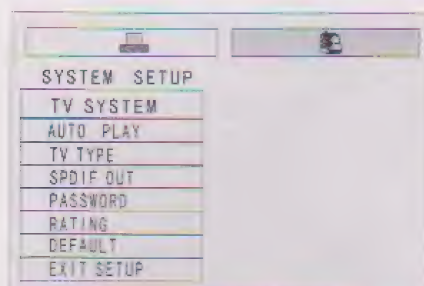 SYSTEM SETUP
TV SYSTEM
AUTO PLAY
TV TYPE
SPDIF OUT
PASSWORD
RATING
DEFAULT
EXIT SETUP